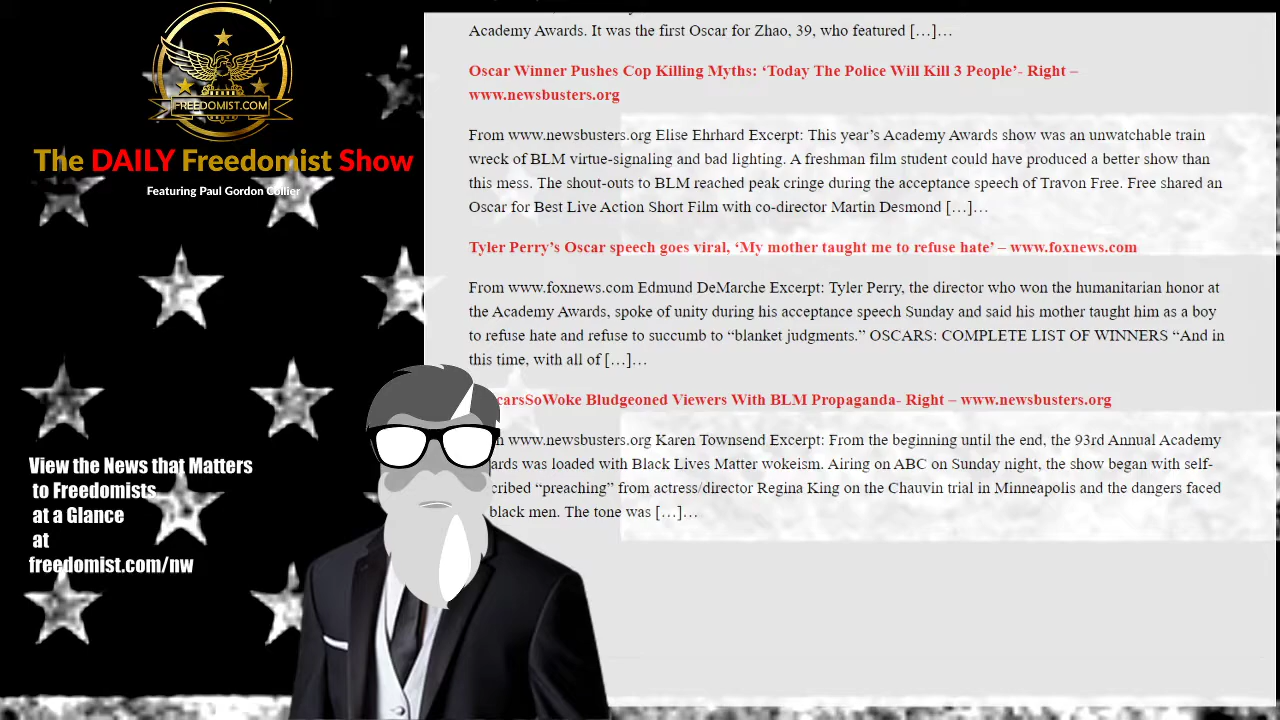 FREEDOMIST.COM
The DAILY Freedomist Show
Featuring Paul Gordon Collier
View the News that Matters
to Freedomists
at a Glance
at
freedomist.com/nw
Academy Awards. It was the first Oscar for Zhao, 39, who featured […]…
Oscar Winner Pushes Cop Killing Myths: ‘Today The Police Will Kill 3 People’- Right –
www.newsbusters.org
From www.newsbusters.org Elise Ehrhard Excerpt: This year’s Academy Awards show was an unwatchable train
wreck of BLM virtue-signaling and bad lighting. A freshman film student could have produced a better show than
this mess. The shout-outs to BLM reached peak cringe during the acceptance speech of Travon Free. Free shared an
Oscar for Best Live Action Short Film with co-director Martin Desmond […]…
Tyler Perry’s Oscar speech goes viral, ‘My mother taught me to refuse hate’ – www.foxnews.com
From www.foxnews.com Edmund DeMarche Excerpt: Tyler Perry, the director who won the humanitarian honor at
the Academy Awards, spoke of unity during his acceptance speech Sunday and said his mother taught him as a boy
to refuse hate and refuse to succumb to “blanket judgments.” OSCARS: COMPLETE LIST OF WINNERS “And in
this time, with all of […]…
carsSoWoke Bludgeoned Viewers With BLM Propaganda- Right – www.newsbusters.org
www.newsbusters.org Karen Townsend Excerpt: From the beginning until the end, the 93rd Annual Academy
ards was loaded with Black Lives Matter wokeism. Airing on ABC on Sunday night, the show began with self-
cribed “preaching” from actress/director Regina King on the Chauvin trial in Minneapolis and the dangers faced
black men. The tone was […]…